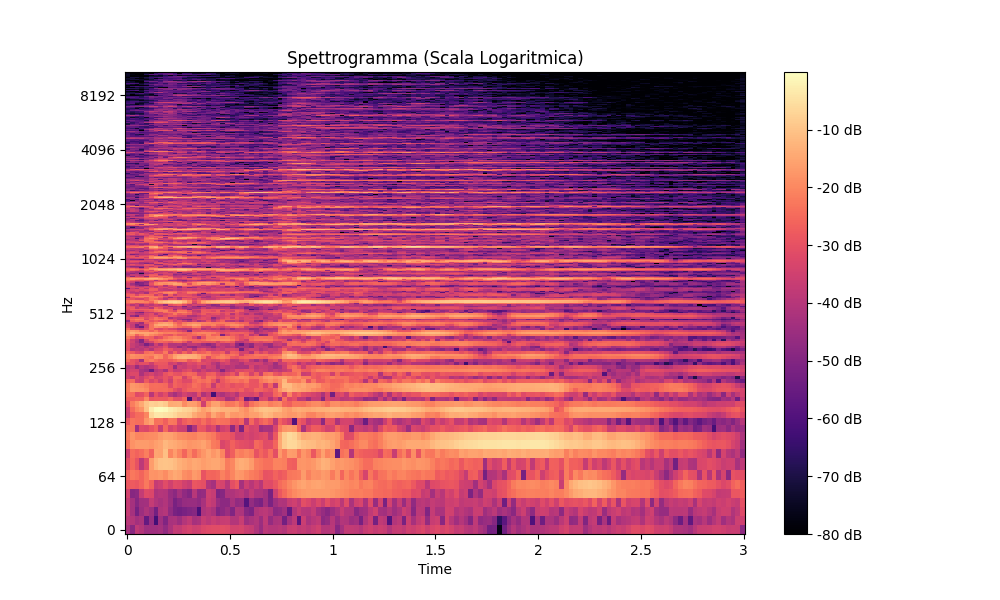 Spettrogramma (Scala Logaritmica)
Hz
8192
4096
2048
1024
512
256
128
64
0
0
0.5
1
1.5
2
2.5
3
Time
-10 dB
-20 dB
-30 dB
-40 dB
-50 dB
-60 dB
-70 dB
-80 dB